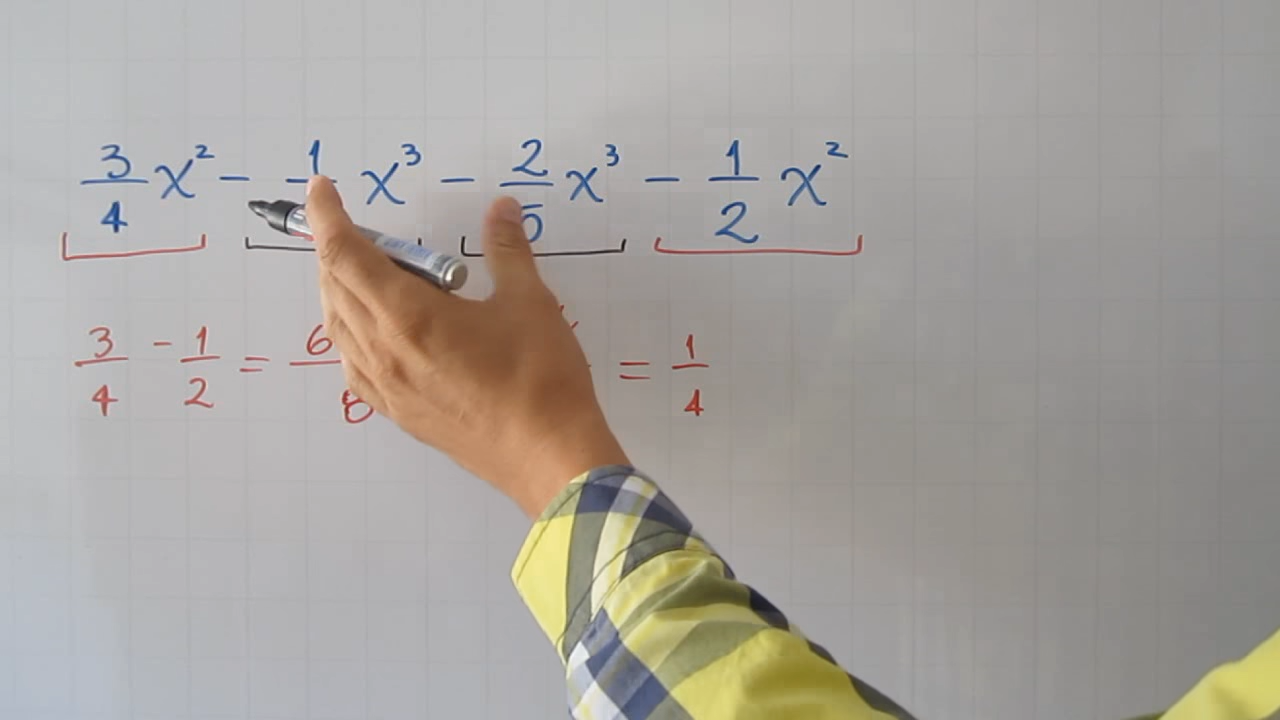 3/4 x² - 1/ x³ - 2/5 x³ - 1/2 x²
3/4 - 1/2 = 6/8 = 1/4